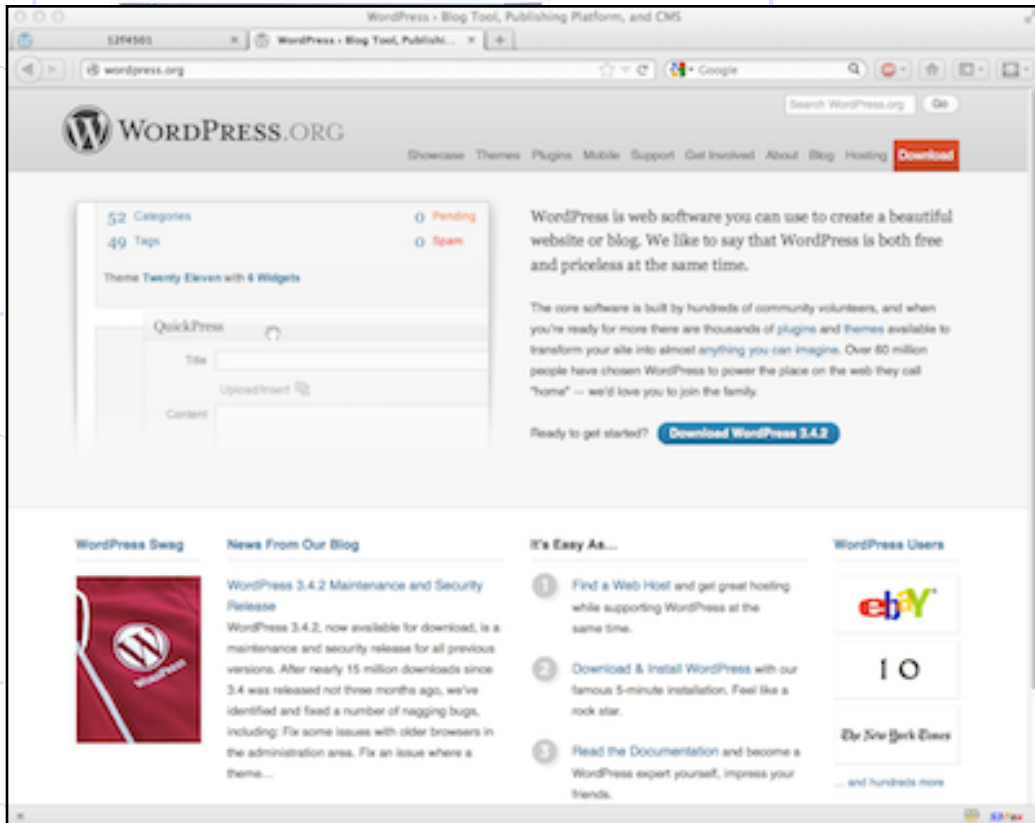 WordPress › Blog Tool, Publishing Platform, and CMS
12f4501
WordPress › Blog Tool, Publishi...
wordpress.org
Google
Search WordPress.org
Go
WORDPRESS.ORG
Showcase Themes Plugins Mobile Support Get Involved About Blog Hosting Download
52 Categories 0 Pending
49 Tags 0 Spam
Theme Twenty Eleven with 6 Widgets
QuickPress
Title
Upload/Insert
Content
WordPress is web software you can use to create a beautiful
website or blog. We like to say that WordPress is both free
and priceless at the same time.
The core software is built by hundreds of community volunteers, and when
you're ready for more there are thousands of plugins and themes available to
transform your site into almost anything you can imagine. Over 60 million
people have chosen WordPress to power the place on the web they call
"home" — we'd love you to join the family.
Ready to get started? Download WordPress 3.4.2
WordPress Swag
WordPress
News From Our Blog
WordPress 3.4.2 Maintenance and Security
Release
WordPress 3.4.2, now available for download, is a
maintenance and security release for all previous
versions. After nearly 15 million downloads since
3.4 was released not three months ago, we've
identified and fixed a number of nagging bugs,
including: Fix some issues with older browsers in
the administration area. Fix an issue where a
theme...
It's Easy As...
1 Find a Web Host and get great hosting
while supporting WordPress at the
same time.
2 Download & Install WordPress with our
famous 5-minute installation. Feel like a
rock star.
3 Read the Documentation and become a
WordPress expert yourself, impress your
friends.
WordPress Users
ebaY
I O
The New York Times
... and hundreds more